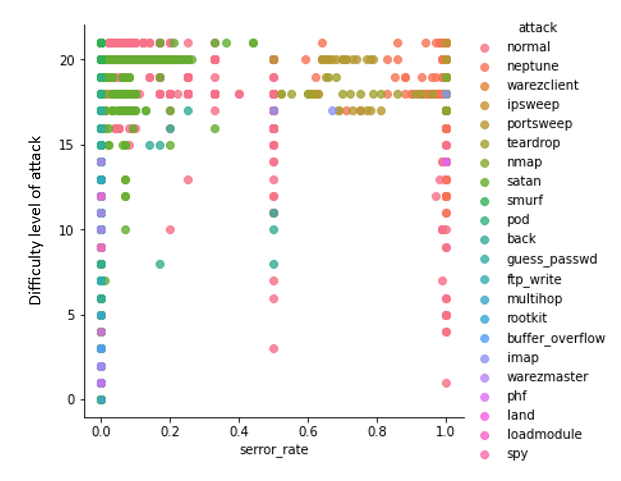 attack
normal
neptune
warezclient
ipsweep
portsweep
teardrop
nmap
satan
smurf
pod
back
guess_passwd
ftp_write
multihop
rootkit
buffer_overflow
imap
warezmaster
phf
land
loadmodule
spy
Difficulty level of attack
20
15
10
5
0
0.0 0.2 0.4 0.6 0.8 1.0
serror_rate